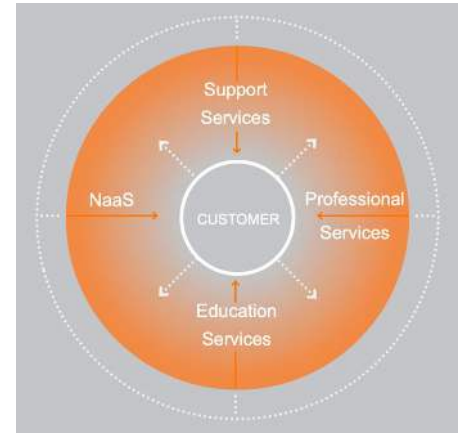 Support
Services
NaaS
Professional
Services
CUSTOMER
Education
Services